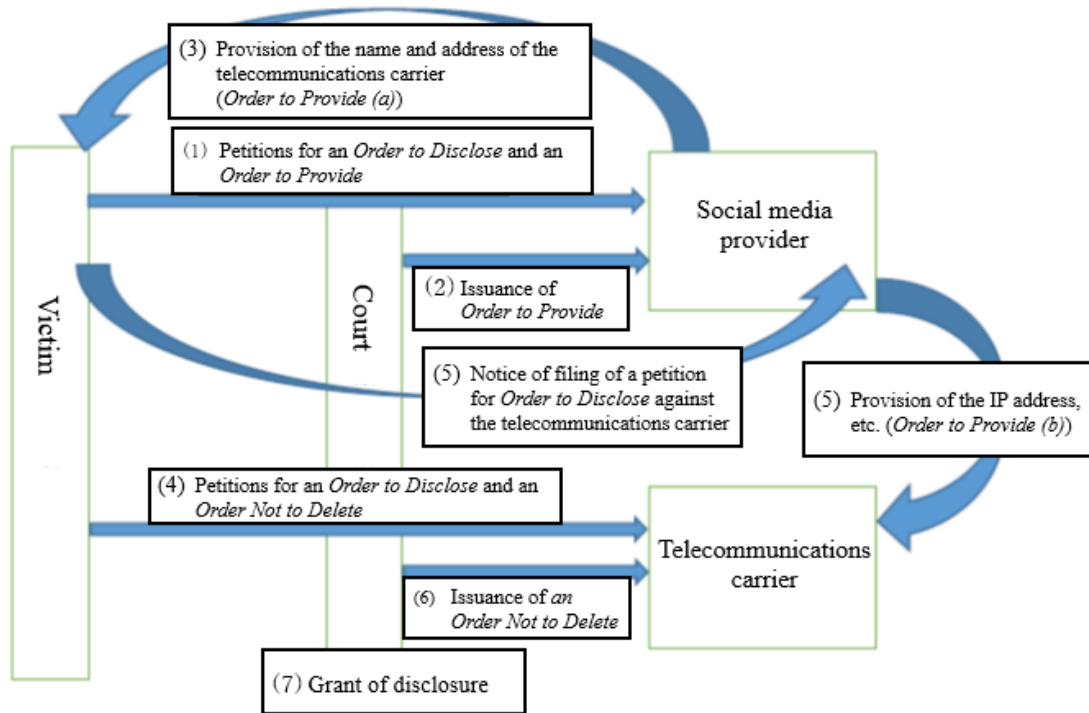 (3) Provision of the name and address of the
telecommunications carrier
(Order to Provide (a))
(1) Petitions for an Order to Disclose and an
Order to Provide
Social media
provider
Victim
Court
(2) Issuance of
Order to Provide
(5) Notice of filing of a petition
for Order to Disclose against
the telecommunications carrier
(5) Provision of the IP address,
etc. (Order to Provide (b))
(4) Petitions for an Order to Disclose and an
Order Not to Delete
Telecommunications
carrier
(6) Issuance of an
Order Not to Delete
(7) Grant of disclosure